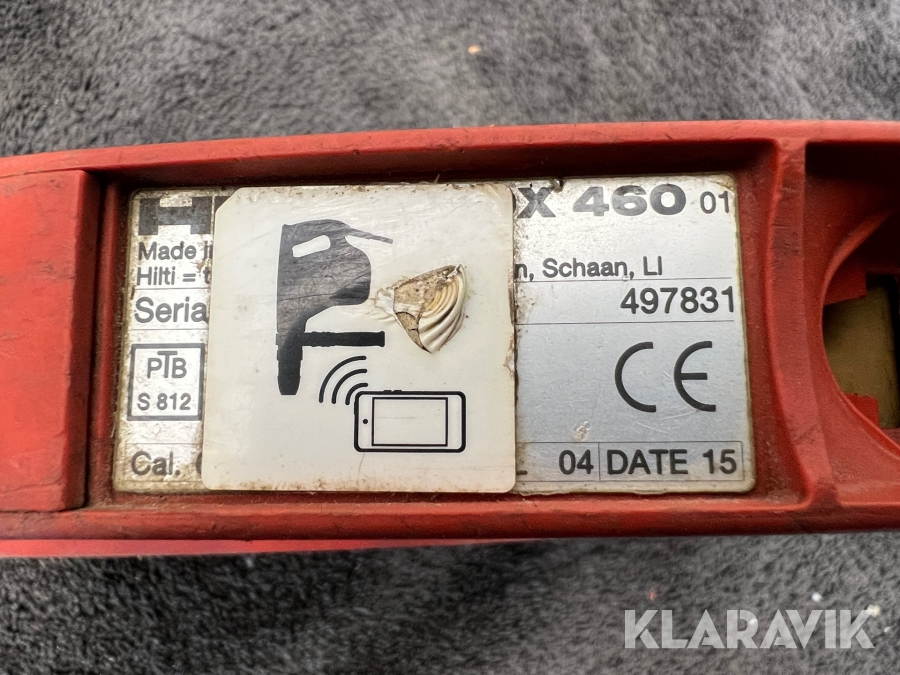 X 460 01
Made
Hilti = n, Schaan, LI
Seria 497831
PTB
S 812
CE
Cal. 04 DATE 15
KLARAVIK